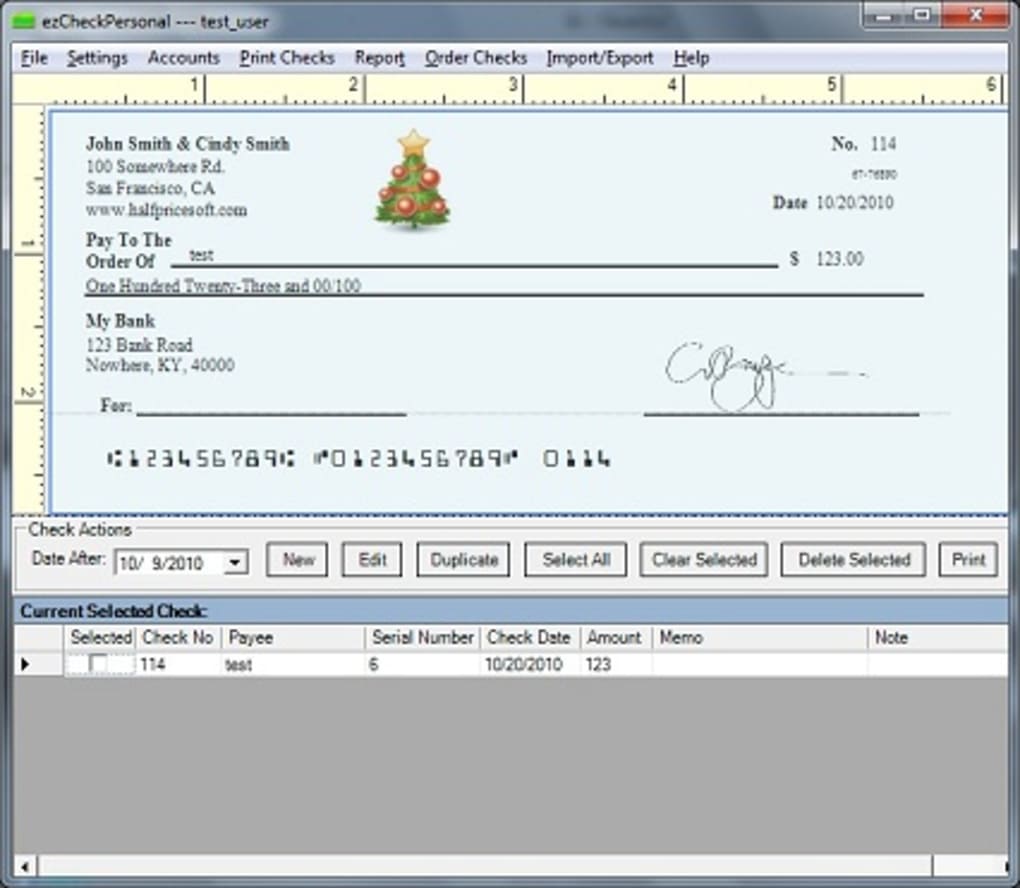 ezCheckPersonal --- test_user
File Settings Accounts Print Checks Report Order Checks Import/Export Help
1 2 3 4 5 6
John Smith & Cindy Smith
100 Somewhere Rd.
San Francisco, CA
www.halfpricesoft.com
No. 114
Date 10/20/2010
Pay To The
Order Of test
$ 123.00
One Hundred Twenty-Three and 00/100
My Bank
123 Bank Road
Nowhere, KY, 40000
For:
⑆123456789⑆ ⑈0123456789⑈ 0114
1
2
Check Actions
Date After: 10/ 9/2010 New Edit Duplicate Select All Clear Selected Delete Selected Print
Current Selected Check:
Selected Check No Payee Serial Number Check Date Amount Memo Note
114 test 6 10/20/2010 123